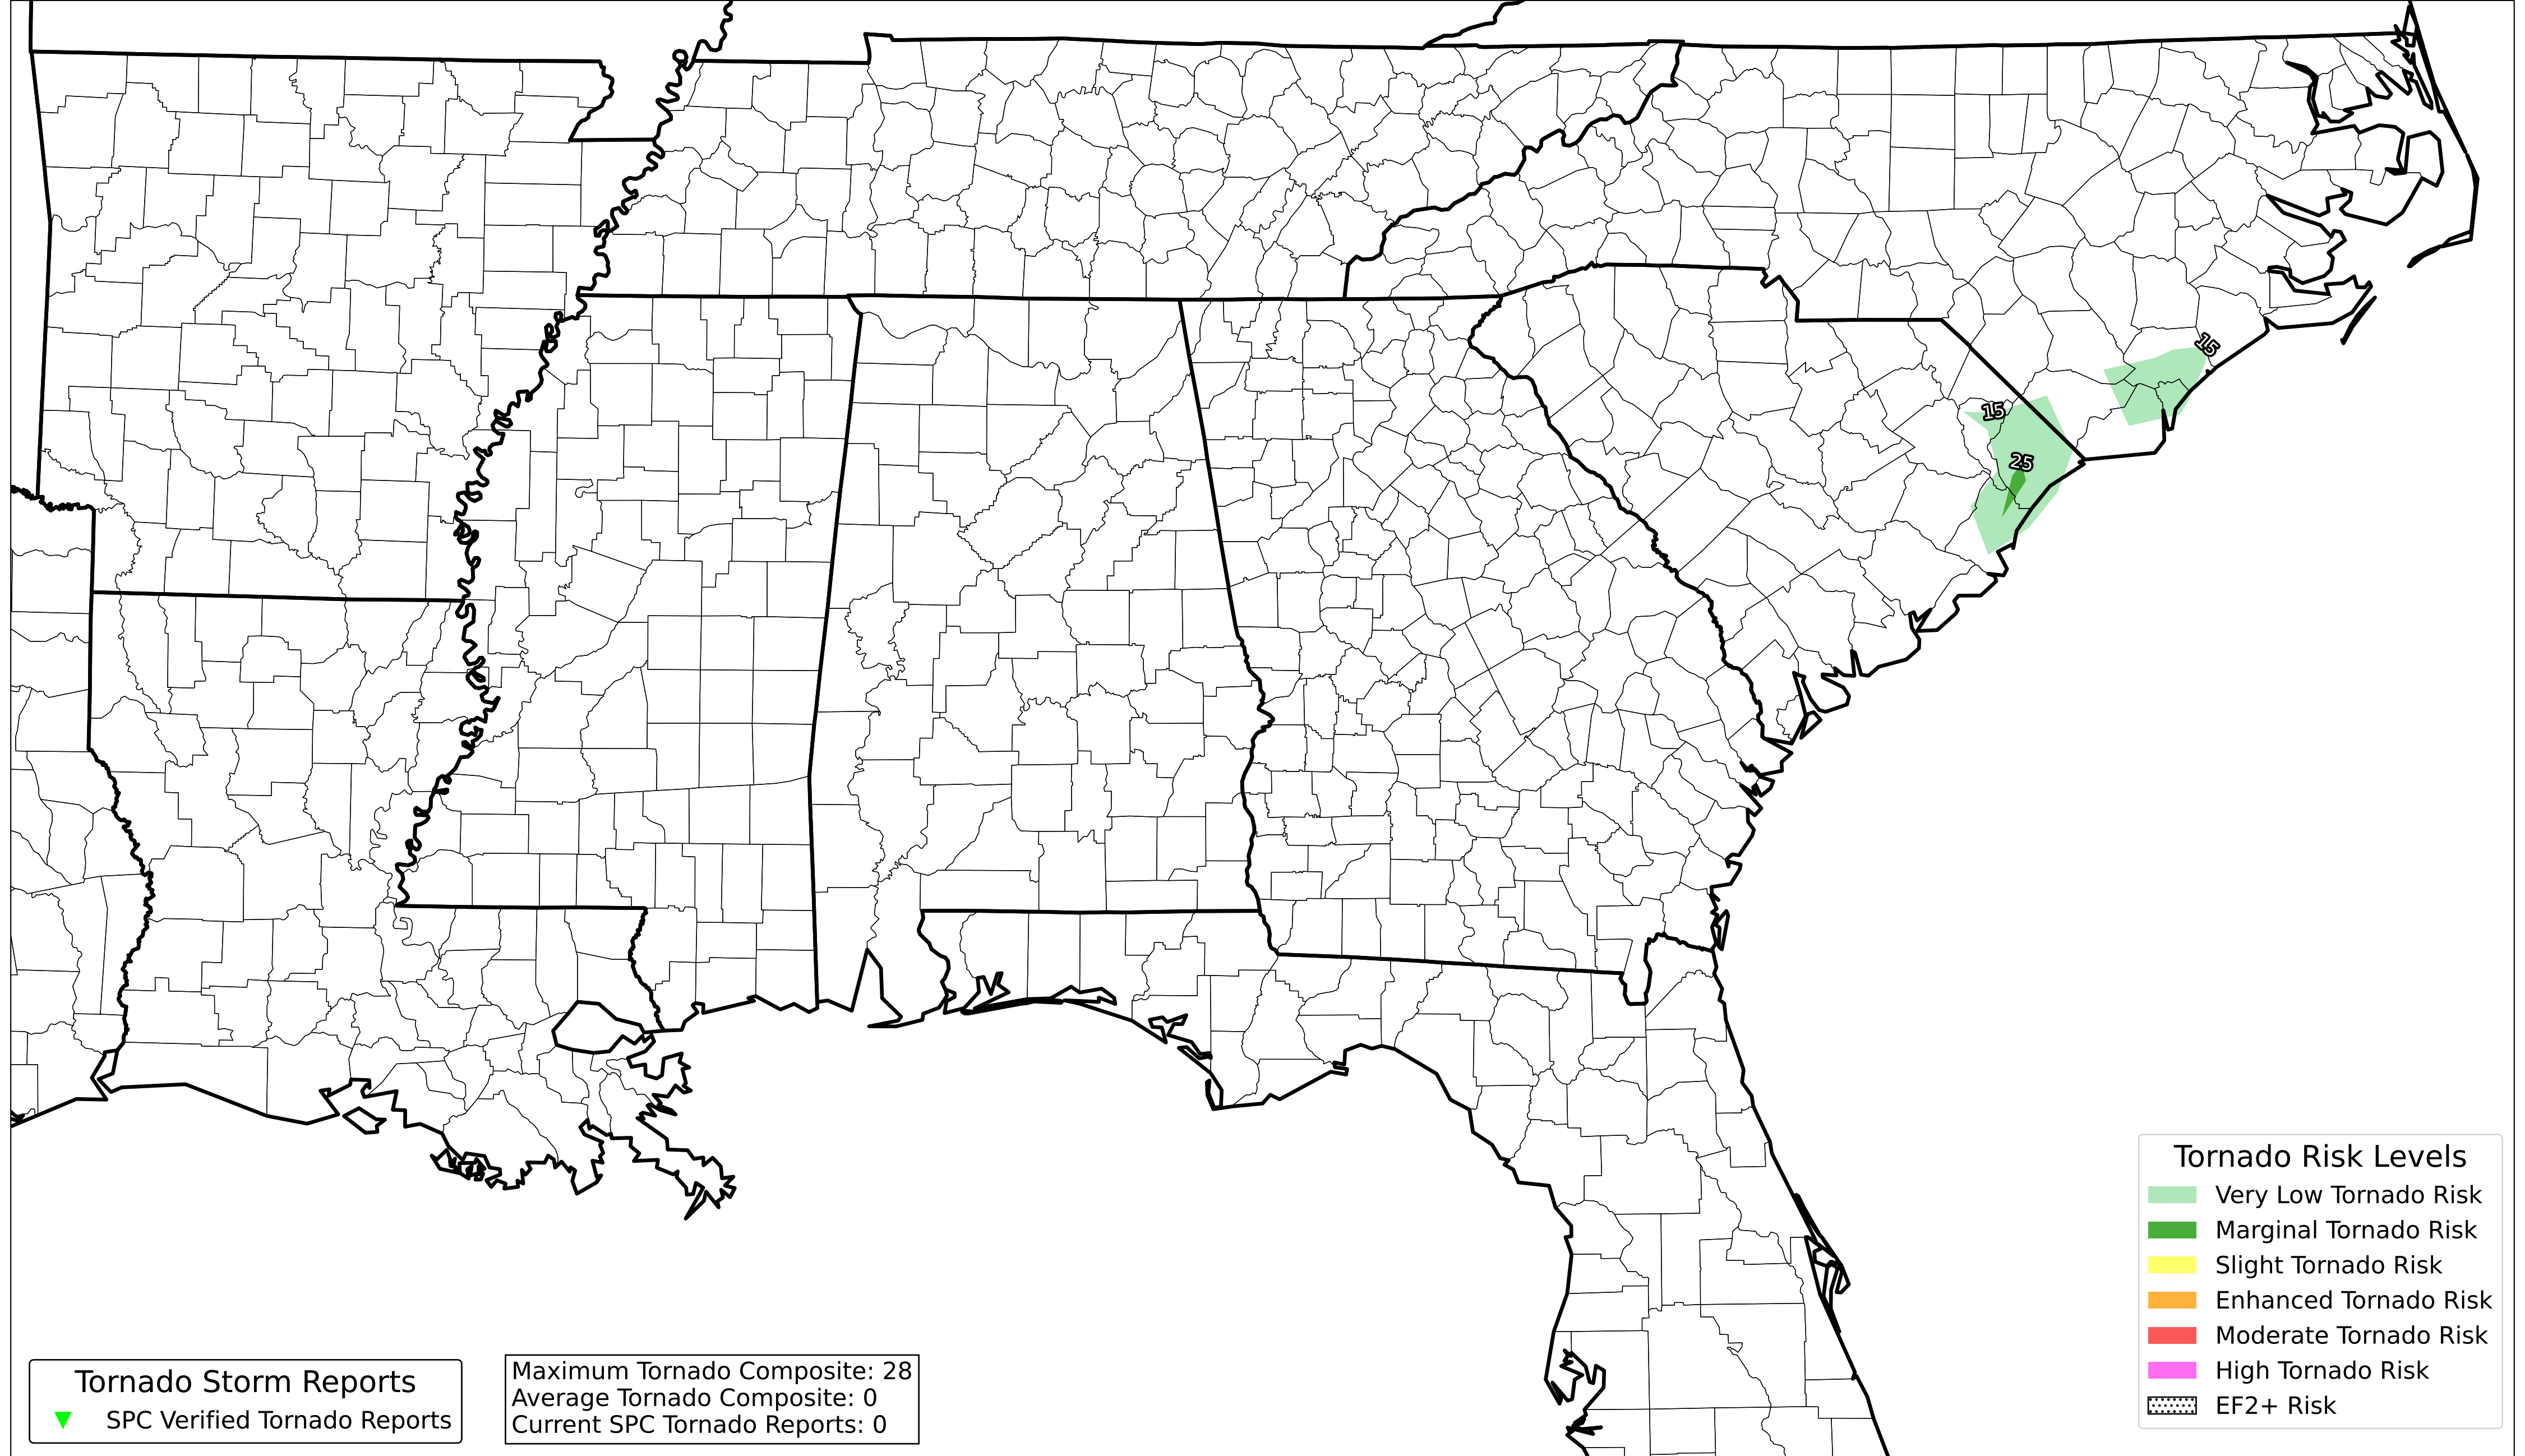 15
15
25
Tornado Risk Levels
Very Low Tornado Risk
Marginal Tornado Risk
Slight Tornado Risk
Enhanced Tornado Risk
Moderate Tornado Risk
High Tornado Risk
EF2+ Risk
Tornado Storm Reports
SPC Verified Tornado Reports
Maximum Tornado Composite: 28
Average Tornado Composite: 0
Current SPC Tornado Reports: 0